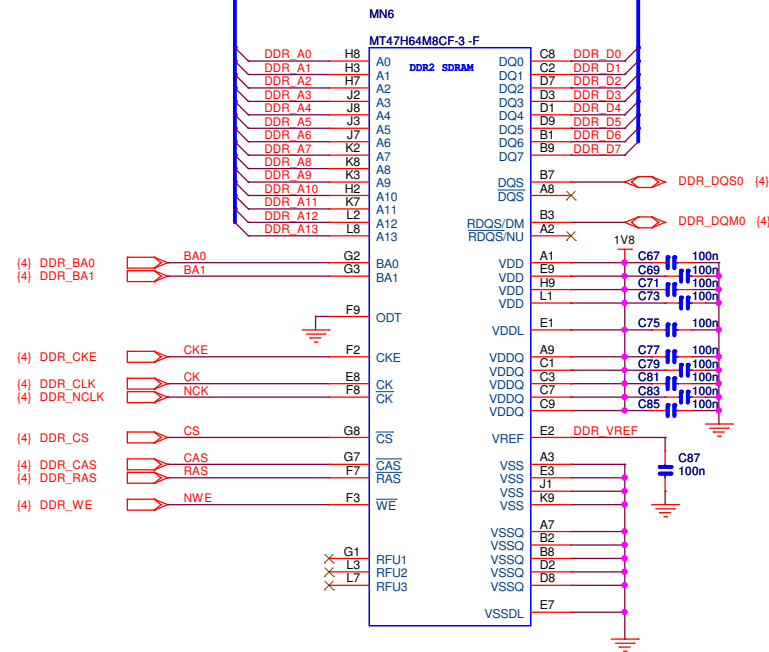 MN6
MT47H64M8CF-3 -F
DDR2 SDRAM
DDR_A0 H8 A0 DQ0 C8 DDR_D0
DDR_A1 H3 A1 DQ1 C2 DDR_D1
DDR_A2 H7 A2 DQ2 D7 DDR_D2
DDR_A3 J2 A3 DQ3 D3 DDR_D3
DDR_A4 J8 A4 DQ4 D1 DDR_D4
DDR_A5 J3 A5 DQ5 D9 DDR_D5
DDR_A6 J7 A6 DQ6 B1 DDR_D6
DDR_A7 K2 A7 DQ7 B9 DDR_D7
DDR_A8 K8 A8
DDR_A9 K3 A9 DQS B7 DDR_DQS0 {4}
DDR_A10 H2 A10 DQS A8
DDR_A11 K7 A11
DDR_A12 L2 A12 RDQS/DM B3 DDR_DQM0 {4}
DDR_A13 L8 A13 RDQS/NU A2
1V8
{4} DDR_BA0 BA0 G2 BA0 VDD A1 C67 100n
{4} DDR_BA1 BA1 G3 BA1 VDD E9 C69 100n
VDD H9 C71 100n
VDD L1 C73 100n
F9 ODT
VDDL E1 C75 100n
{4} DDR_CKE CKE F2 CKE VDDQ A9 C77 100n
VDDQ C1 C79 100n
{4} DDR_CLK CK E8 CK VDDQ C3 C81 100n
{4} DDR_NCLK NCK F8 CK VDDQ C7 C83 100n
VDDQ C9 C85 100n
{4} DDR_CS CS G8 CS VREF E2 DDR_VREF
C87
100n
{4} DDR_CAS CAS G7 CAS VSS A3
{4} DDR_RAS RAS F7 RAS VSS E3
VSS J1
{4} DDR_WE NWE F3 WE VSS K9
VSSQ A7
VSSQ B2
G1 RFU1 VSSQ B8
L3 RFU2 VSSQ D2
L7 RFU3 VSSQ D8
VSSDL E7